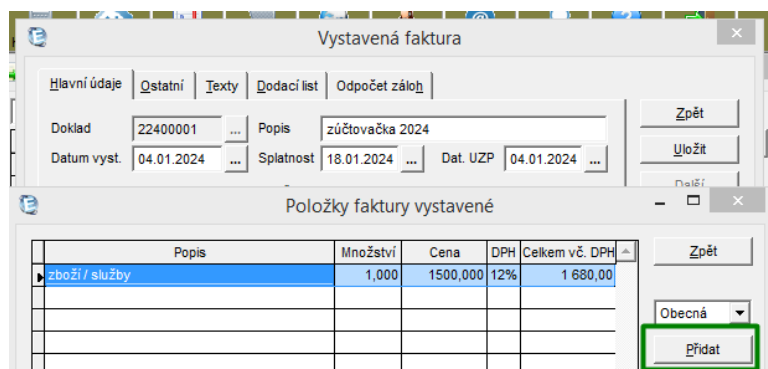 Vystavená faktura
Hlavní údaje Ostatní Texty Dodací list Odpočet záloh
Zpět
Doklad 22400001 ... Popis zúčtovačka 2024
Uložit
Datum vyst. 04.01.2024 ... Splatnost 18.01.2024 ... Dat. UZP 04.01.2024 ...
Další
Položky faktury vystavené
Popis Množství Cena DPH Celkem vč. DPH
Zpět
zboží / služby 1,000 1500,000 12% 1 680,00
Obecná
Přidat